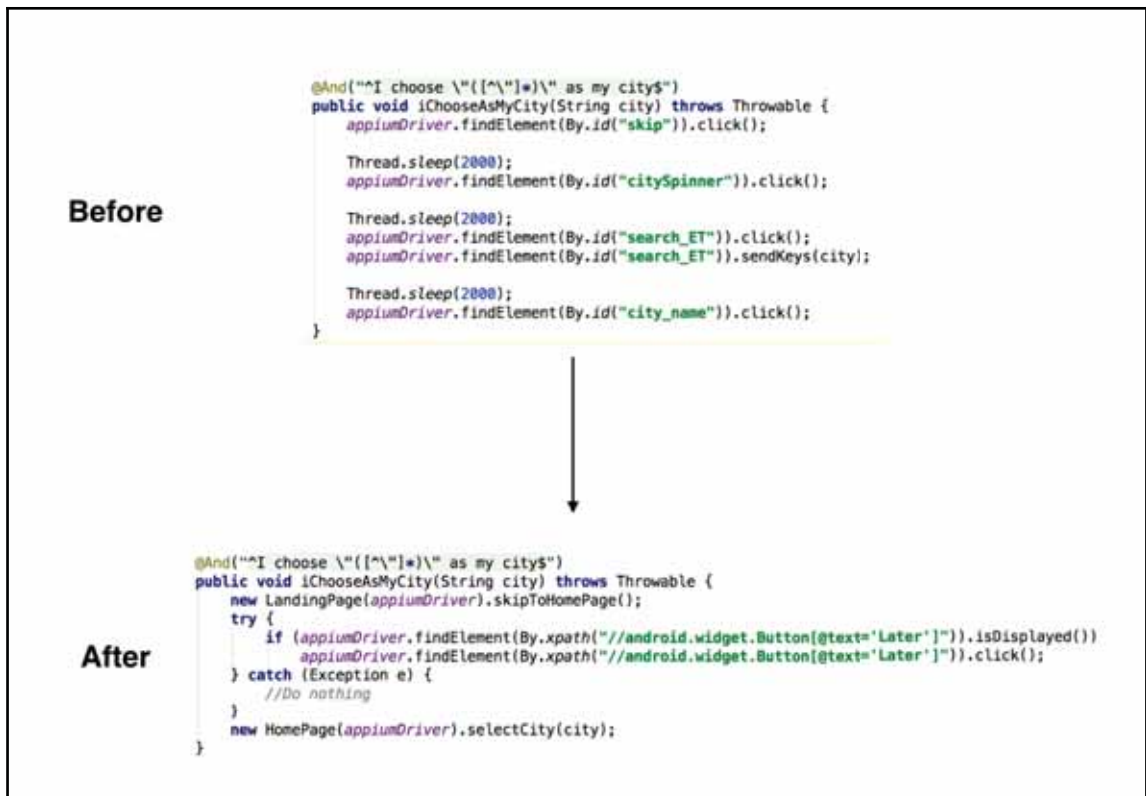 Before
@And("^I choose \"([^\"]*)\" as my city$")
public void iChooseAsMyCity(String city) throws Throwable {
    appiumDriver.findElement(By.id("skip")).click();
    Thread.sleep(2000);
    appiumDriver.findElement(By.id("citySpinner")).click();
    Thread.sleep(2000);
    appiumDriver.findElement(By.id("search_ET")).click();
    appiumDriver.findElement(By.id("search_ET")).sendKeys(city);
    Thread.sleep(2000);
    appiumDriver.findElement(By.id("city_name")).click();
}
After
@And("^I choose \"([^\"]*)\" as my city$")
public void iChooseAsMyCity(String city) throws Throwable {
    new LandingPage(appiumDriver).skipToHomePage();
    try {
        if (appiumDriver.findElement(By.xpath("//android.widget.Button[@text='Later']")).isDisplayed())
            appiumDriver.findElement(By.xpath("//android.widget.Button[@text='Later']")).click();
    } catch (Exception e) {
        //Do nothing
    }
    new HomePage(appiumDriver).selectCity(city);
}